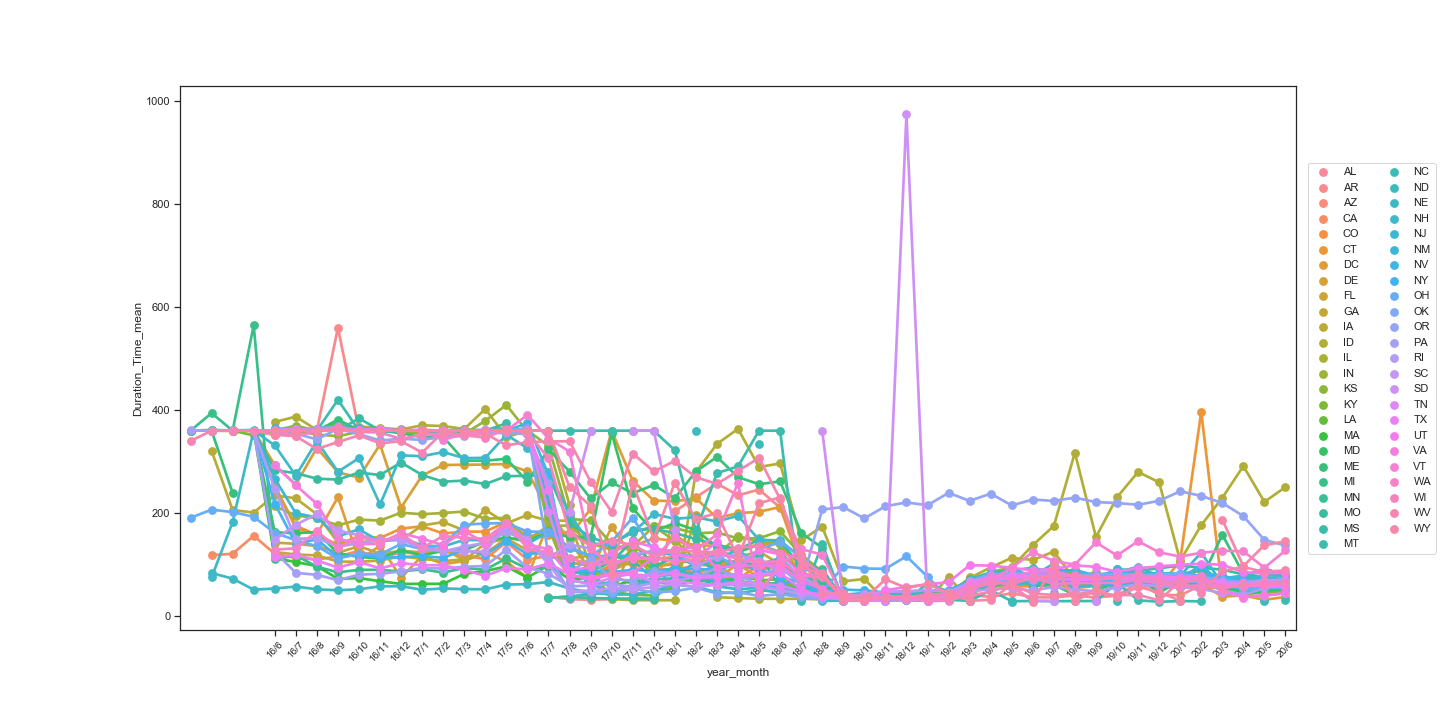 1000
800
600
400
200
0
Duration_Time_mean
16/6 16/7 16/8 16/9 16/10 16/11 16/12 17/1 17/2 17/3 17/4 17/5 17/6 17/7 17/8 17/9 17/10 17/11 17/12 18/1 18/2 18/3 18/4 18/5 18/6 18/7 18/8 18/9 18/10 18/11 18/12 19/1 19/2 19/3 19/4 19/5 19/6 19/7 19/8 19/9 19/10 19/11 19/12 20/1 20/2 20/3 20/4 20/5 20/6
year_month
AL NC
AR ND
AZ NE
CA NH
CO NJ
CT NM
DC NV
DE NY
FL OH
GA OK
IA OR
ID PA
IL RI
IN SC
KS SD
KY TN
LA TX
MA UT
MD VA
ME VT
MI WA
MN WI
MO WV
MS WY
MT